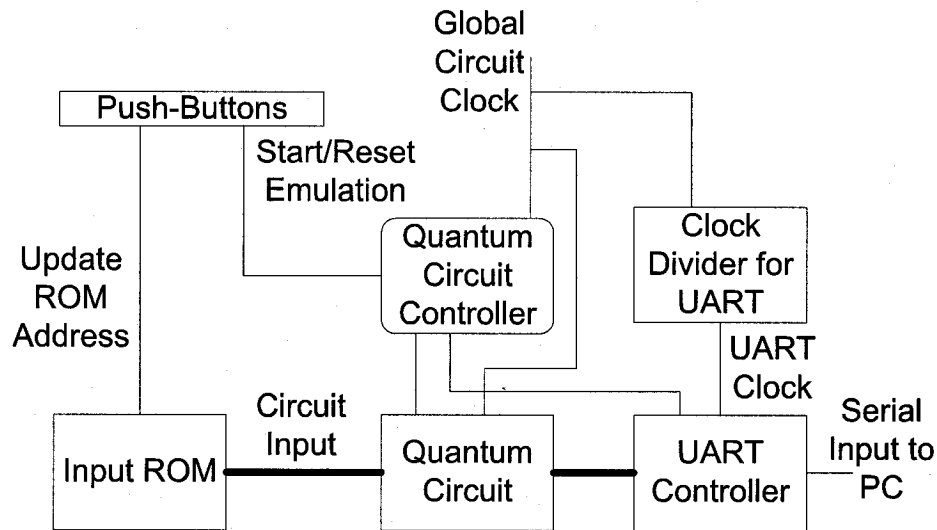 Global
Circuit
Clock
Push-Buttons
Start/Reset
Emulation
Quantum
Circuit
Controller
Clock
Divider for
UART
Update
ROM
Address
UART
Clock
Circuit
Input
Serial
Input to
PC
Input ROM
Quantum
Circuit
UART
Controller